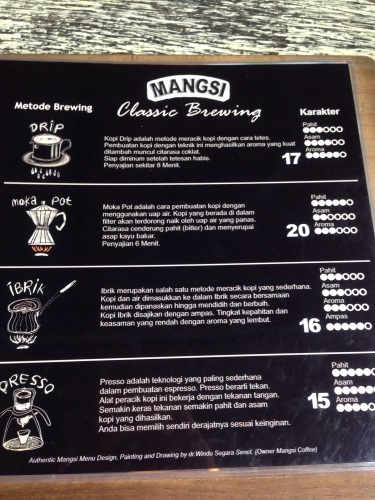 MANGSI
Classic Brewing
Metode Brewing
Karakter
DRIP
Kopi Drip adalah metode meracik kopi dengan cara tetes.
Pembuatan kopi dengan teknik ini menghasilkan aroma yang kuat
ditambah muncul citarasa coklat.
Siap diminum setelah tetesan habis.
Penyajian sekitar 8 Menit.
17
Pahit
Asam
Aroma
moka pot
Moka Pot adalah cara pembuatan kopi dengan
menggunakan uap air. Kopi yang berada di dalam
filter akan terdorong naik oleh uap air yang panas.
Citarasa cenderung pahit (bitter) dan menyerupai
asap kayu bakar.
Penyajian 6 Menit.
20
Pahit
Asam
Aroma
iBRiK
Ibrik merupakan salah satu metode meracik kopi yang sederhana.
Kopi dan air dimasukkan ke dalam Ibrik secara bersamaan
kemudian dipanaskan hingga mendidih dan berbuih.
Kopi Ibrik disajikan dengan ampas. Tingkat kepahitan dan
keasaman yang rendah dengan aroma yang lembut.
16
Pahit
Asam
Aroma
Ampas
PRESSO
Presso adalah teknologi yang paling sederhana
dalam pembuatan espresso. Presso berarti tekan.
Alat peracik kopi ini bekerja dengan tekanan tangan.
Semakin keras tekanan semakin pahit dan asam
kopi yang dihasilkan.
Anda bisa memilih sendiri derajatnya sesuai keinginan.
15
Pahit
Asam
Aroma
Authentic Mangsi Menu Design, Painting and Drawing by dr.Windu Segara Senet. (Owner Mangsi Coffee)